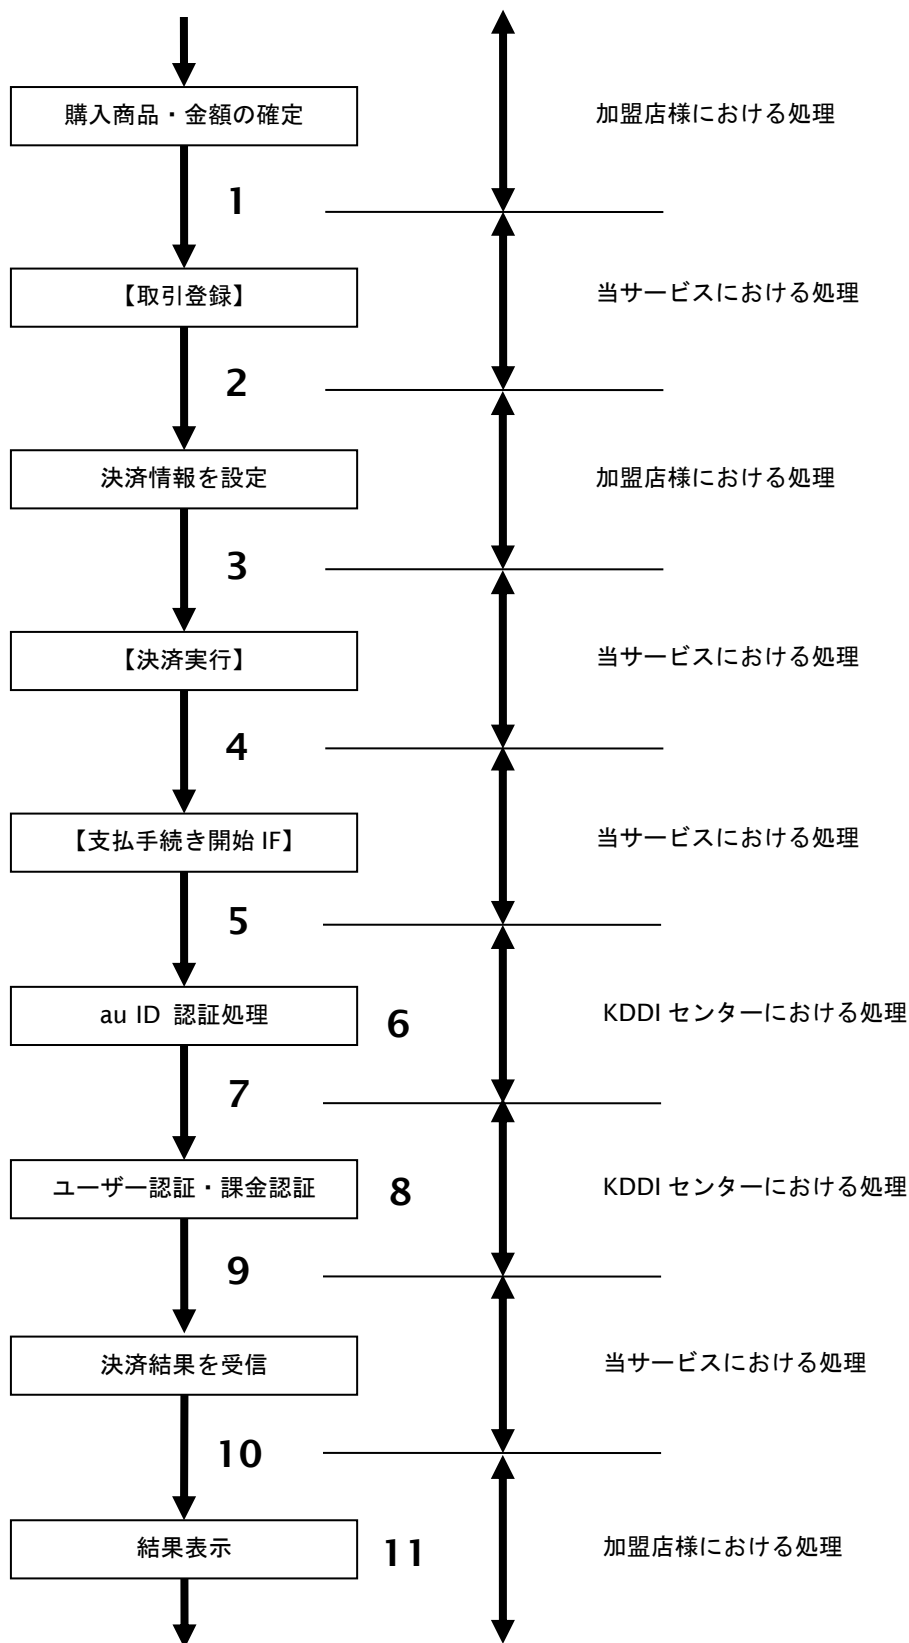 購入商品・金額の確定
加盟店様における処理
1
【取引登録】
当サービスにおける処理
2
決済情報を設定
加盟店様における処理
3
【決済実行】
当サービスにおける処理
4
【支払手続き開始 IF】
当サービスにおける処理
5
au ID 認証処理
6
KDDI センターにおける処理
7
ユーザー認証・課金認証
8
KDDI センターにおける処理
9
決済結果を受信
当サービスにおける処理
10
結果表示
11
加盟店様における処理